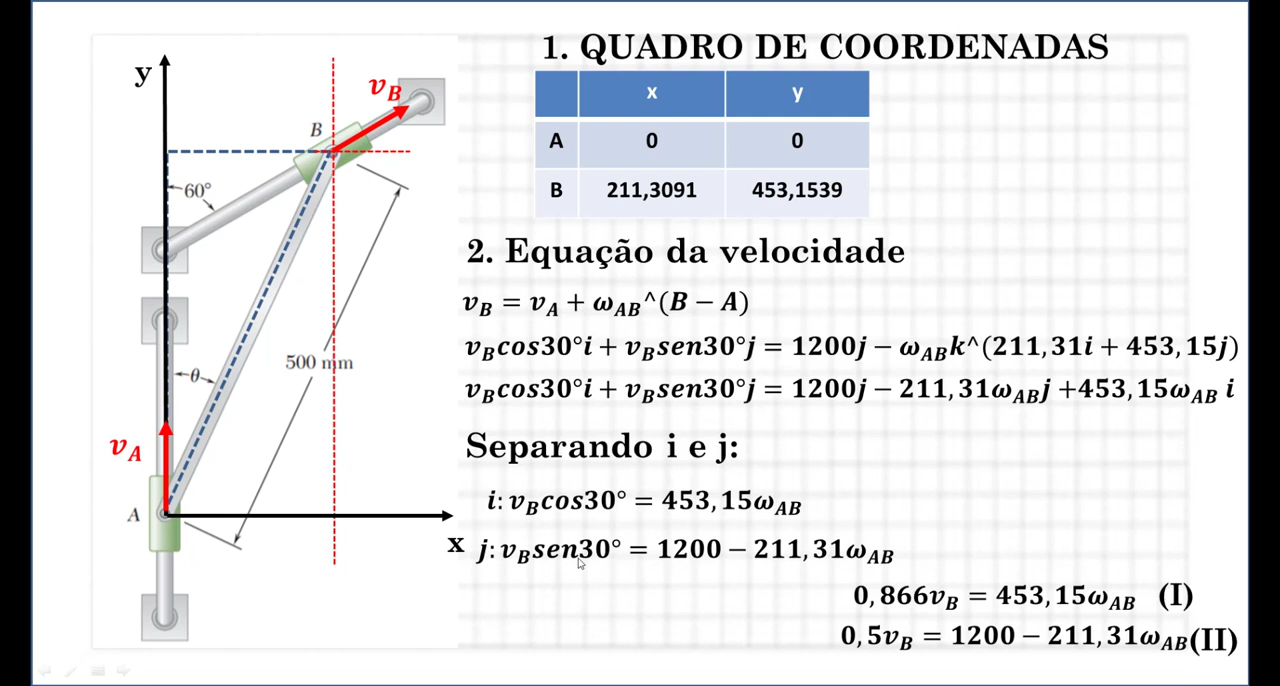 1. QUADRO DE COORDENADAS
x y
A 0 0
B 211,3091 453,1539
2. Equação da velocidade
v_B = v_A + ω_AB^(B − A)
v_B cos30°i + v_B sen30°j = 1200j − ω_AB k^(211,31i + 453,15j)
v_B cos30°i + v_B sen30°j = 1200j − 211,31ω_AB j +453,15ω_AB i
Separando i e j:
i: v_B cos30° = 453,15ω_AB
j: v_B sen30° = 1200 − 211,31ω_AB
0,866v_B = 453,15ω_AB (I)
0,5v_B = 1200 − 211,31ω_AB (II)
y
v_B
B
60°
500 mm
θ
v_A
A
x